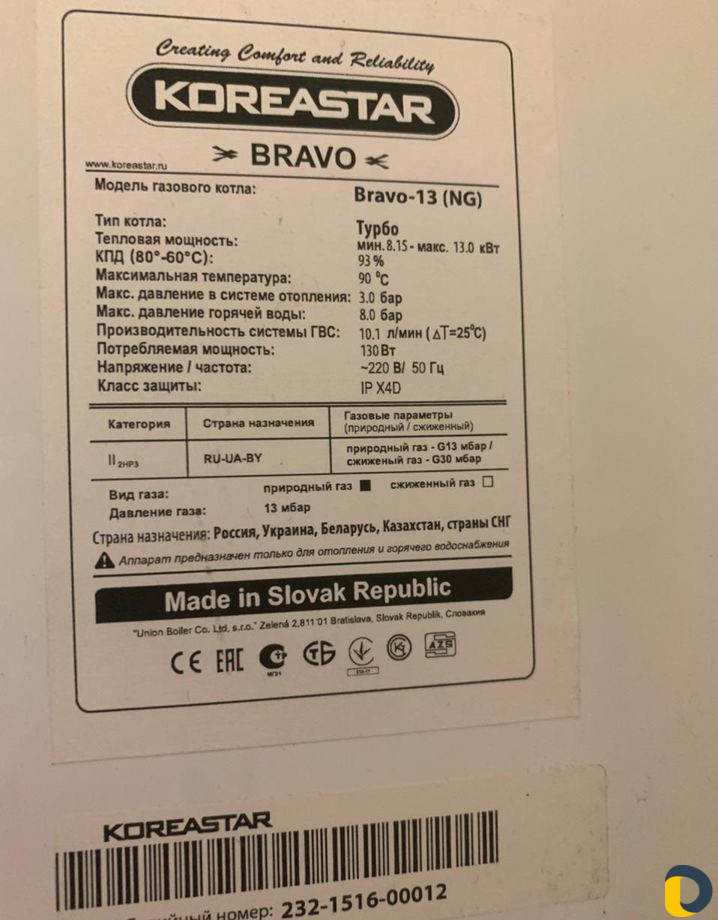 Creating Comfort and Reliability
KOREASTAR
BRAVO
www.koreastar.ru
Модель газового котла: Bravo-13 (NG)
Тип котла: Турбо
Тепловая мощность: мин.8.15- макс. 13.0 кВт
КПД (80°-60°C): 93 %
Максимальная температура: 90 °C
Макс. давление в системе отопления: 3.0 бар
Макс. давление горячей воды: 8.0 бар
Производительность системы ГВС: 10.1 л/мин (ΔT=25°C)
Потребляемая мощность: 130 Вт
Напряжение / частота: ~220 В/ 50 Гц
Класс защиты: IP X4D
Категория Страна назначения Газовые параметры
(природный / сжиженный)
II2HP3 RU-UA-BY природный газ - G13 мбар /
сжиженый газ - G30 мбар
Вид газа: природный газ ■ сжиженный газ □
Давление газа: 13 мбар
Страна назначения: Россия, Украина, Беларусь, Казахстан, страны СНГ
Аппарат предназначен только для отопления и горячего водоснабжения
Made in Slovak Republic
"Union Boiler Co. Ltd, s.r.o." Zelená 2,811 01 Bratislava, Slovak Republik, Словакия
CE EAC ТБ AZS
KOREASTAR
номер: 232-1516-00012